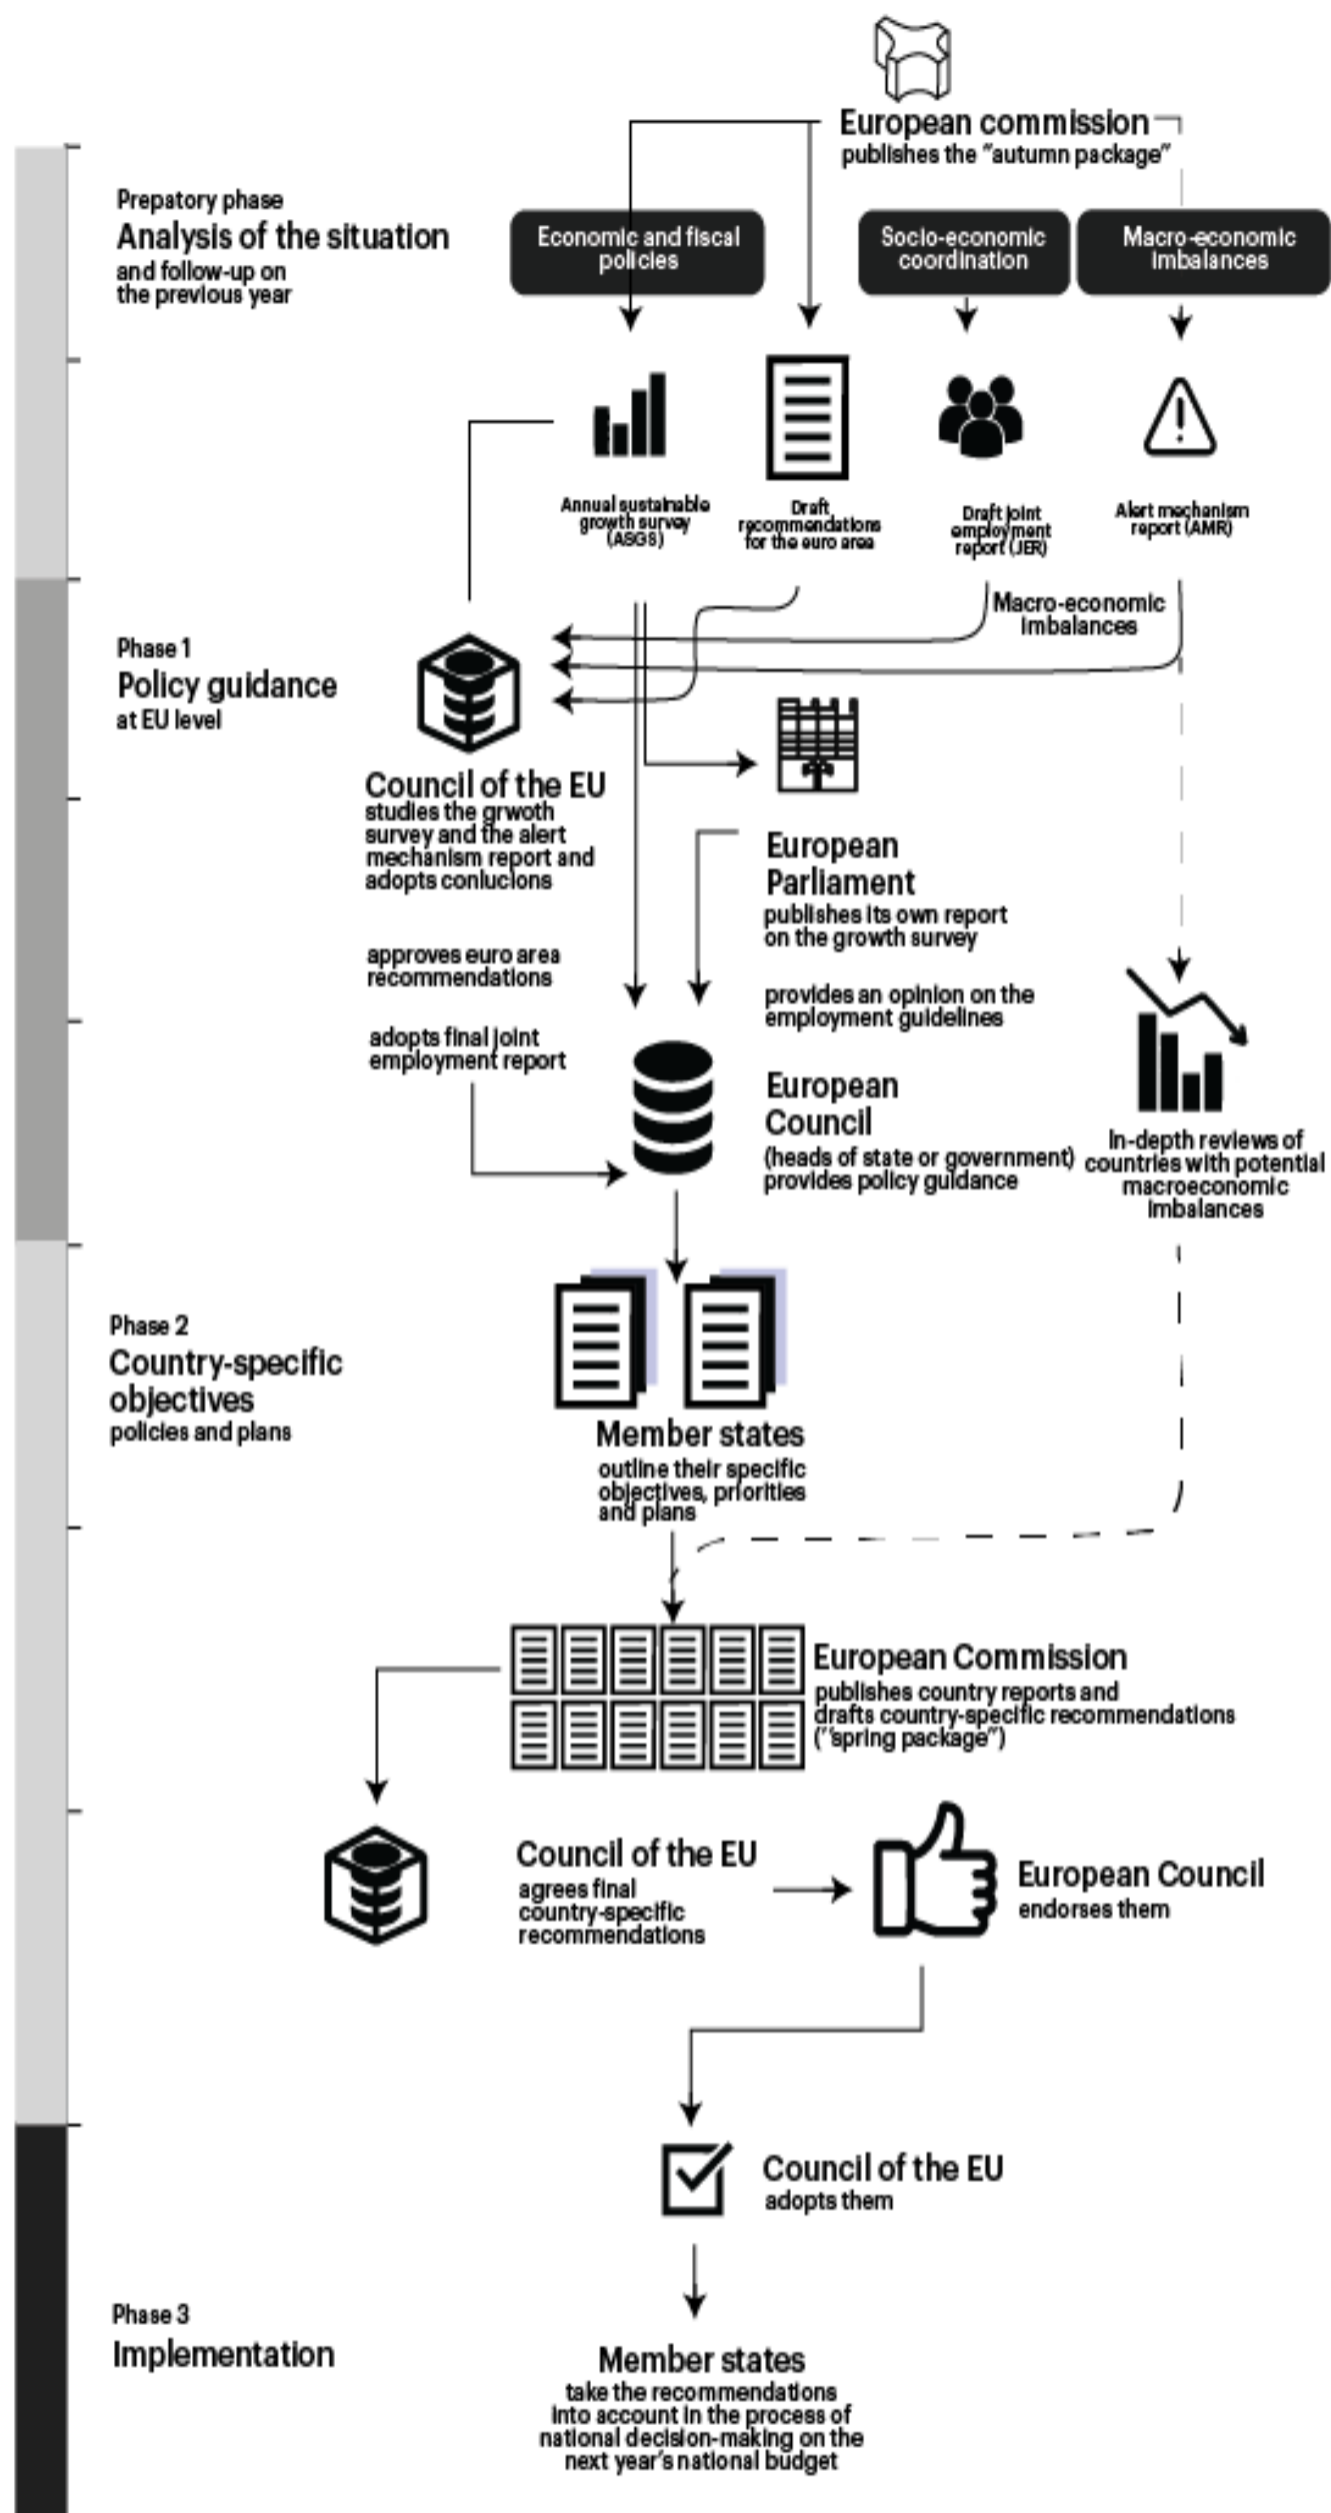 European commission
publishes the "autumn package"
Prepatory phase
Analysis of the situation
and follow-up on
the previous year
Economic and fiscal
policies
Socio-economic
coordination
Macro-economic
imbalances
Annual sustainable
growth survey
(ASGS)
Draft
recommendations
for the euro area
Draft joint
employment
report (JER)
Alert mechanism
report (AMR)
Macro-economic
imbalances
Phase 1
Policy guidance
at EU level
Council of the EU
studies the grwoth
survey and the alert
mechanism report and
adopts conlucions
approves euro area
recommendations
adopts final joint
employment report
European
Parliament
publishes its own report
on the growth survey
provides an opinion on the
employment guidelines
European
Council
(heads of state or government)
provides policy guidance
In-depth reviews of
countries with potential
macroeconomic
imbalances
Phase 2
Country-specific
objectives
policies and plans
Member states
outline their specific
objectives, priorities
and plans
European Commission
publishes country reports and
drafts country-specific recommendations
("spring package")
Council of the EU
agrees final
country-specific
recommendations
European Council
endorses them
Council of the EU
adopts them
Phase 3
Implementation
Member states
take the recommendations
into account in the process of
national decision-making on the
next year's national budget